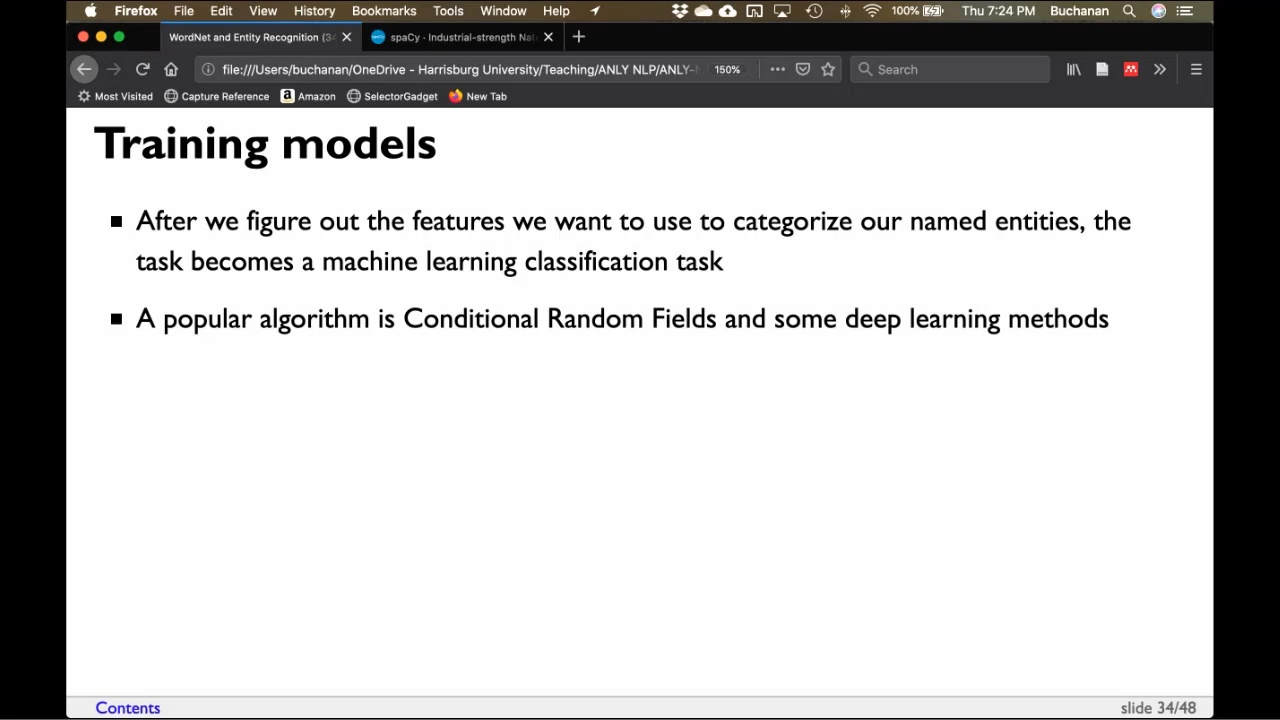 Firefox File Edit View History Bookmarks Tools Window Help 100% Thu 7:24 PM Buchanan
WordNet and Entity Recognition (34 spaCy · Industrial-strength Nat
file:///Users/buchanan/OneDrive - Harrisburg University/Teaching/ANLY NLP/ANLY- 150% Search
Most Visited Capture Reference Amazon SelectorGadget New Tab
Training models
After we figure out the features we want to use to categorize our named entities, the
task becomes a machine learning classification task
A popular algorithm is Conditional Random Fields and some deep learning methods
Contents slide 34/48